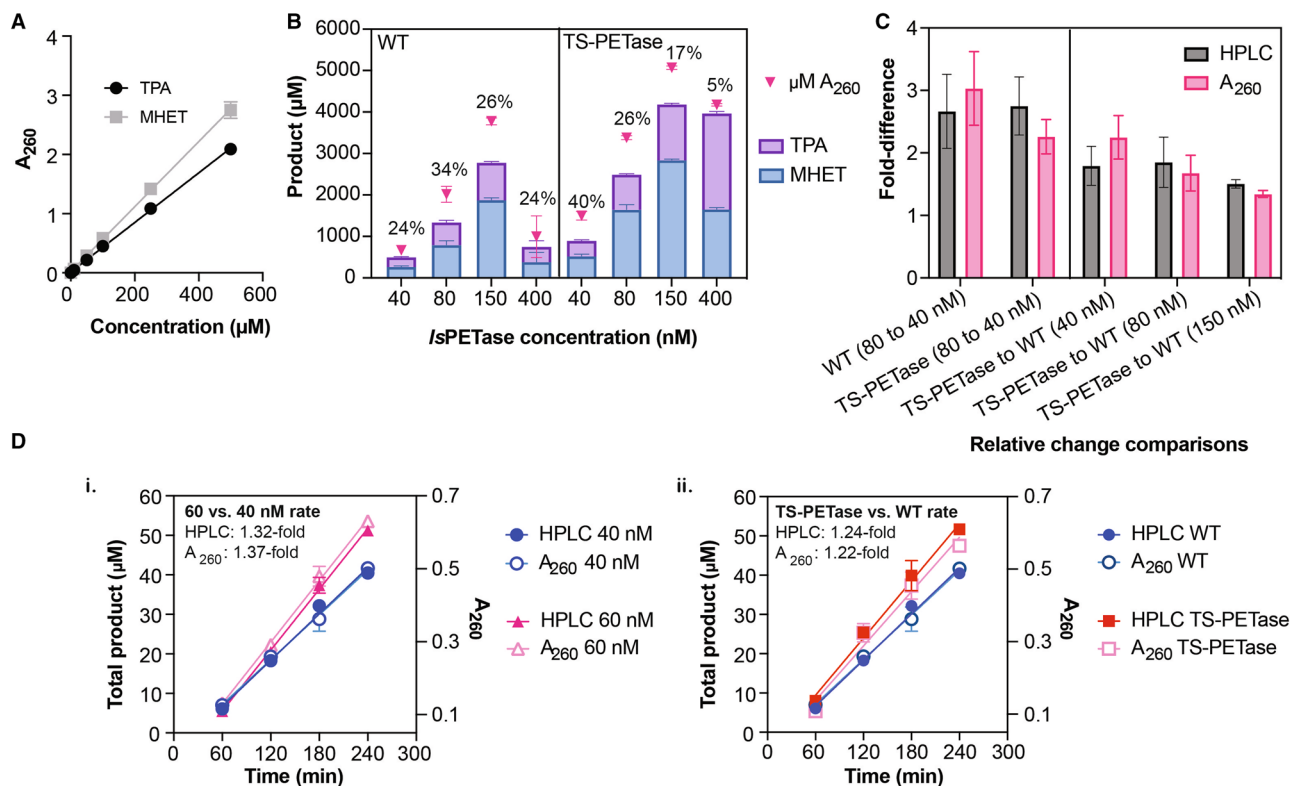 A
4
3
2
1
0
A260
0
200
400
600
Concentration (µM)
TPA
MHET
B
6000
5000
4000
3000
2000
1000
0
Product (µM)
WT
TS-PETase
24%
34%
26%
24%
40%
26%
17%
5%
40
80
150
400
40
80
150
400
IsPETase concentration (nM)
µM A260
TPA
MHET
C
4
3
2
1
0
Fold-difference
HPLC
A260
WT (80 to 40 nM)
TS-PETase (80 to 40 nM)
TS-PETase to WT (40 nM)
TS-PETase to WT (80 nM)
TS-PETase to WT (150 nM)
Relative change comparisons
D
i.
60
50
40
30
20
10
0
Total product (µM)
60 vs. 40 nM rate
HPLC: 1.32-fold
A260: 1.37-fold
0.7
0.5
0.3
0.1
A260
0
60
120
180
240
300
Time (min)
HPLC 40 nM
A260 40 nM
HPLC 60 nM
A260 60 nM
ii.
60
50
40
30
20
10
0
Total product (µM)
TS-PETase vs. WT rate
HPLC: 1.24-fold
A260: 1.22-fold
0.7
0.5
0.3
0.1
A260
0
60
120
180
240
300
Time (min)
HPLC WT
A260 WT
HPLC TS-PETase
A260 TS-PETase